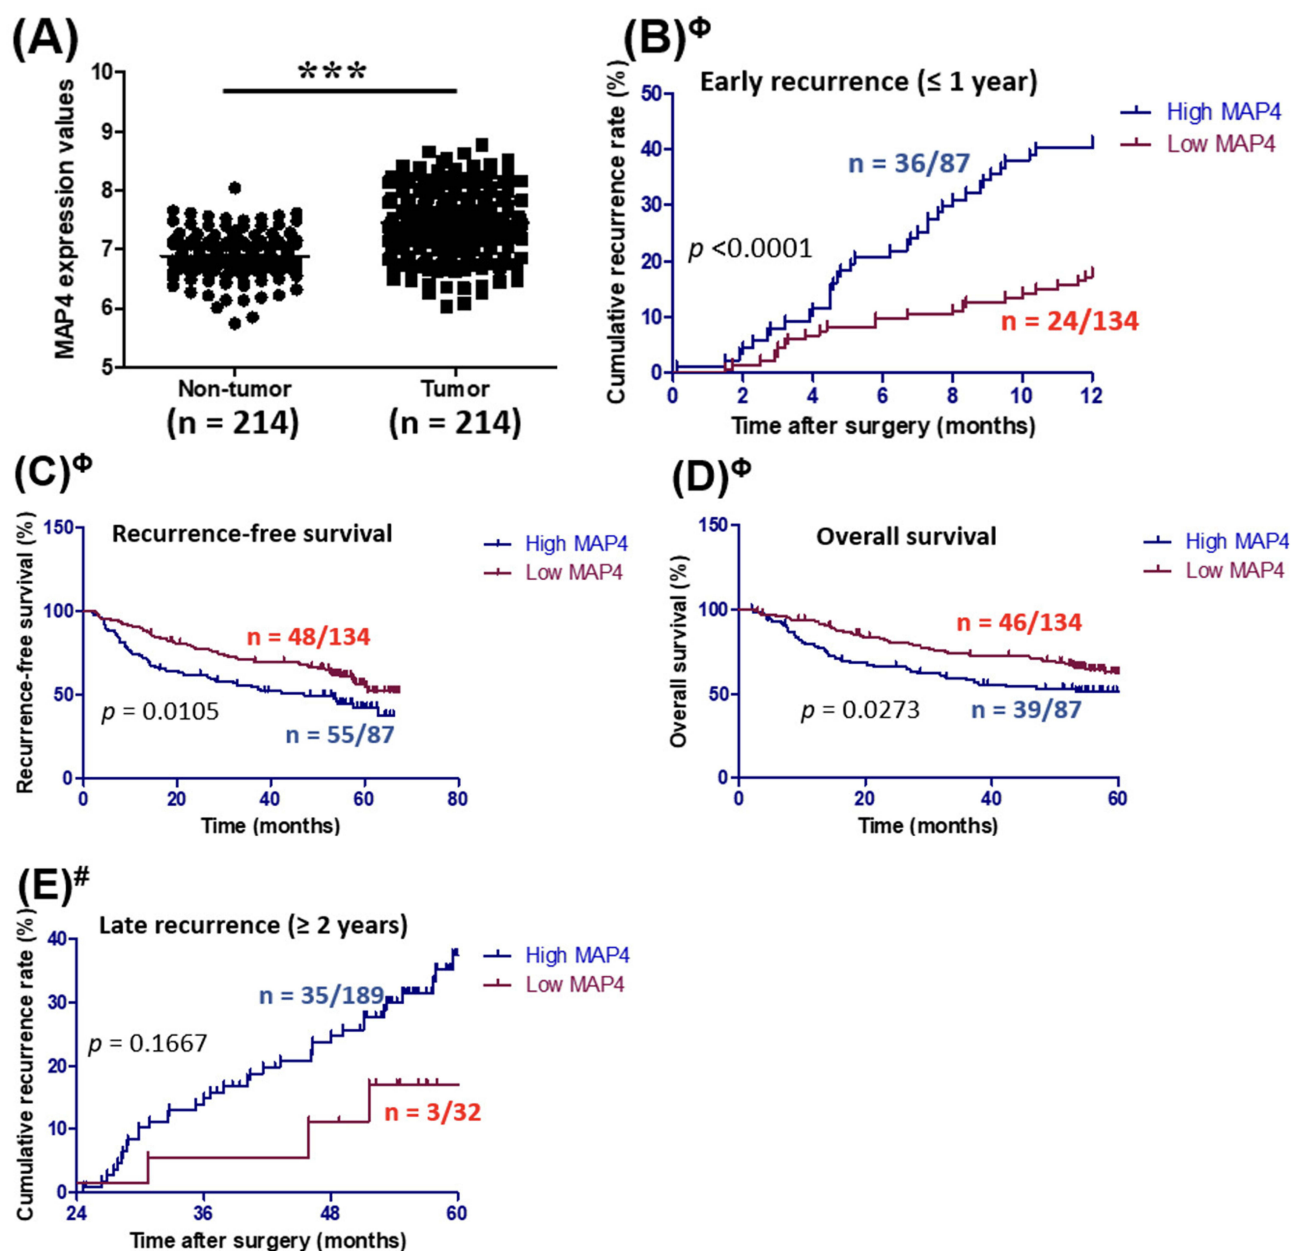 (A)
***
MAP4 expression values
10
9
8
7
6
5
Non-tumor
(n = 214)
Tumor
(n = 214)
(B)Φ
Early recurrence (≤ 1 year)
Cumulative recurrence rate (%)
50
40
30
20
10
0
High MAP4
Low MAP4
n = 36/87
p <0.0001
n = 24/134
0 2 4 6 8 10 12
Time after surgery (months)
(C)Φ
Recurrence-free survival
Recurrence-free survival (%)
150
100
50
0
High MAP4
Low MAP4
n = 48/134
p = 0.0105
n = 55/87
0 20 40 60 80
Time (months)
(D)Φ
Overall survival
Overall survival (%)
150
100
50
0
High MAP4
Low MAP4
n = 46/134
p = 0.0273
n = 39/87
0 20 40 60
Time (months)
(E)#
Late recurrence (≥ 2 years)
Cumulative recurrence rate (%)
40
30
20
10
0
High MAP4
Low MAP4
n = 35/189
p = 0.1667
n = 3/32
24 36 48 60
Time after surgery (months)